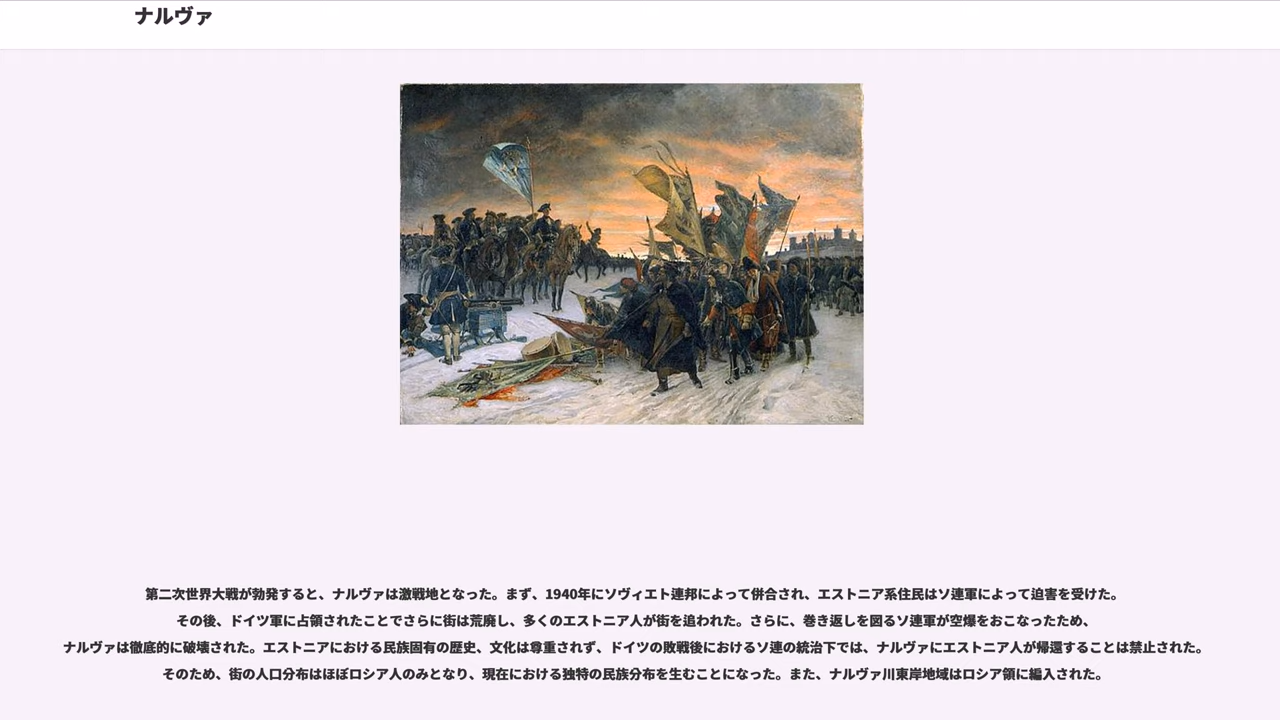 ナルヴァ
第二次世界大戦が勃発すると、ナルヴァは激戦地となった。まず、1940年にソヴィエト連邦によって併合され、エストニア系住民はソ連軍によって迫害を受けた。
その後、ドイツ軍に占領されたことでさらに街は荒廃し、多くのエストニア人が街を追われた。さらに、巻き返しを図るソ連軍が空爆をおこなったため、
ナルヴァは徹底的に破壊された。エストニアにおける民族固有の歴史、文化は尊重されず、ドイツの敗戦後におけるソ連の統治下では、ナルヴァにエストニア人が帰還することは禁止された。
そのため、街の人口分布はほぼロシア人のみとなり、現在における独特の民族分布を生むことになった。また、ナルヴァ川東岸地域はロシア領に編入された。